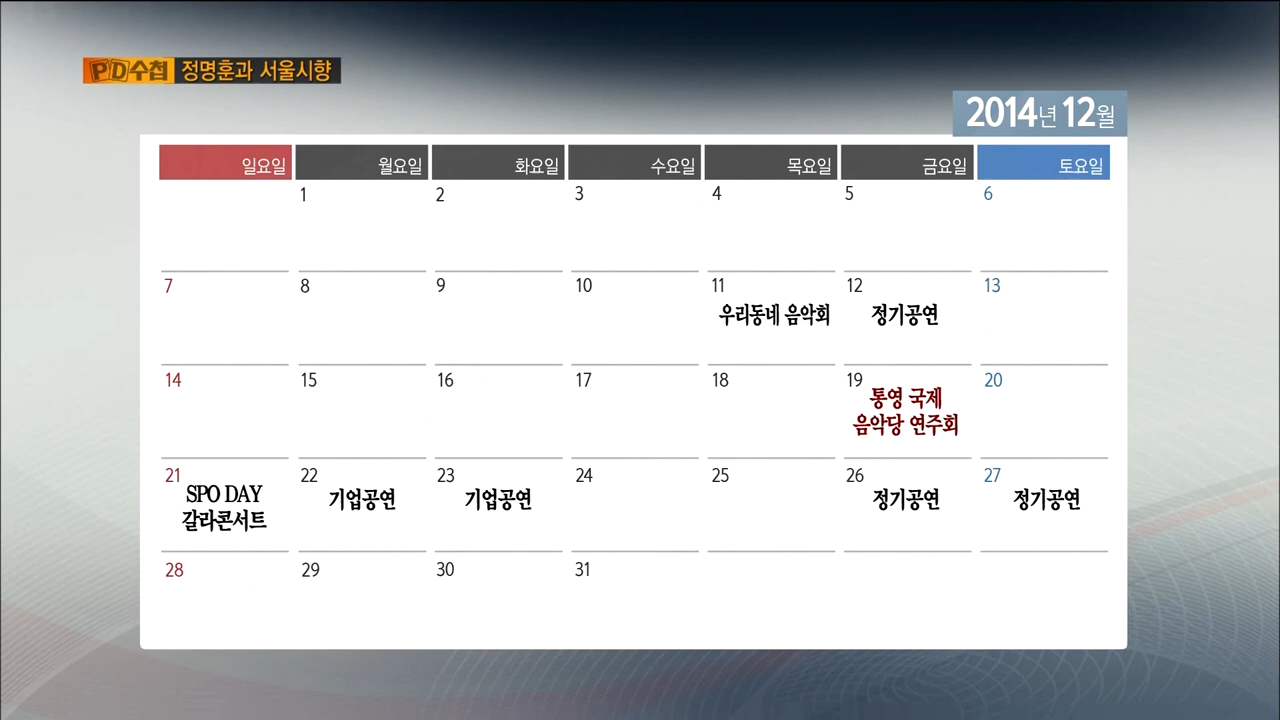 PD수첩 정명훈과 서울시향
2014년 12월
일요일 월요일 화요일 수요일 목요일 금요일 토요일
1 2 3 4 5 6
7 8 9 10 11 12 13
우리동네 음악회 정기공연
14 15 16 17 18 19 20
통영 국제
음악당 연주회
21 22 23 24 25 26 27
SPO DAY
갈라콘서트
기업공연 기업공연 정기공연 정기공연
28 29 30 31